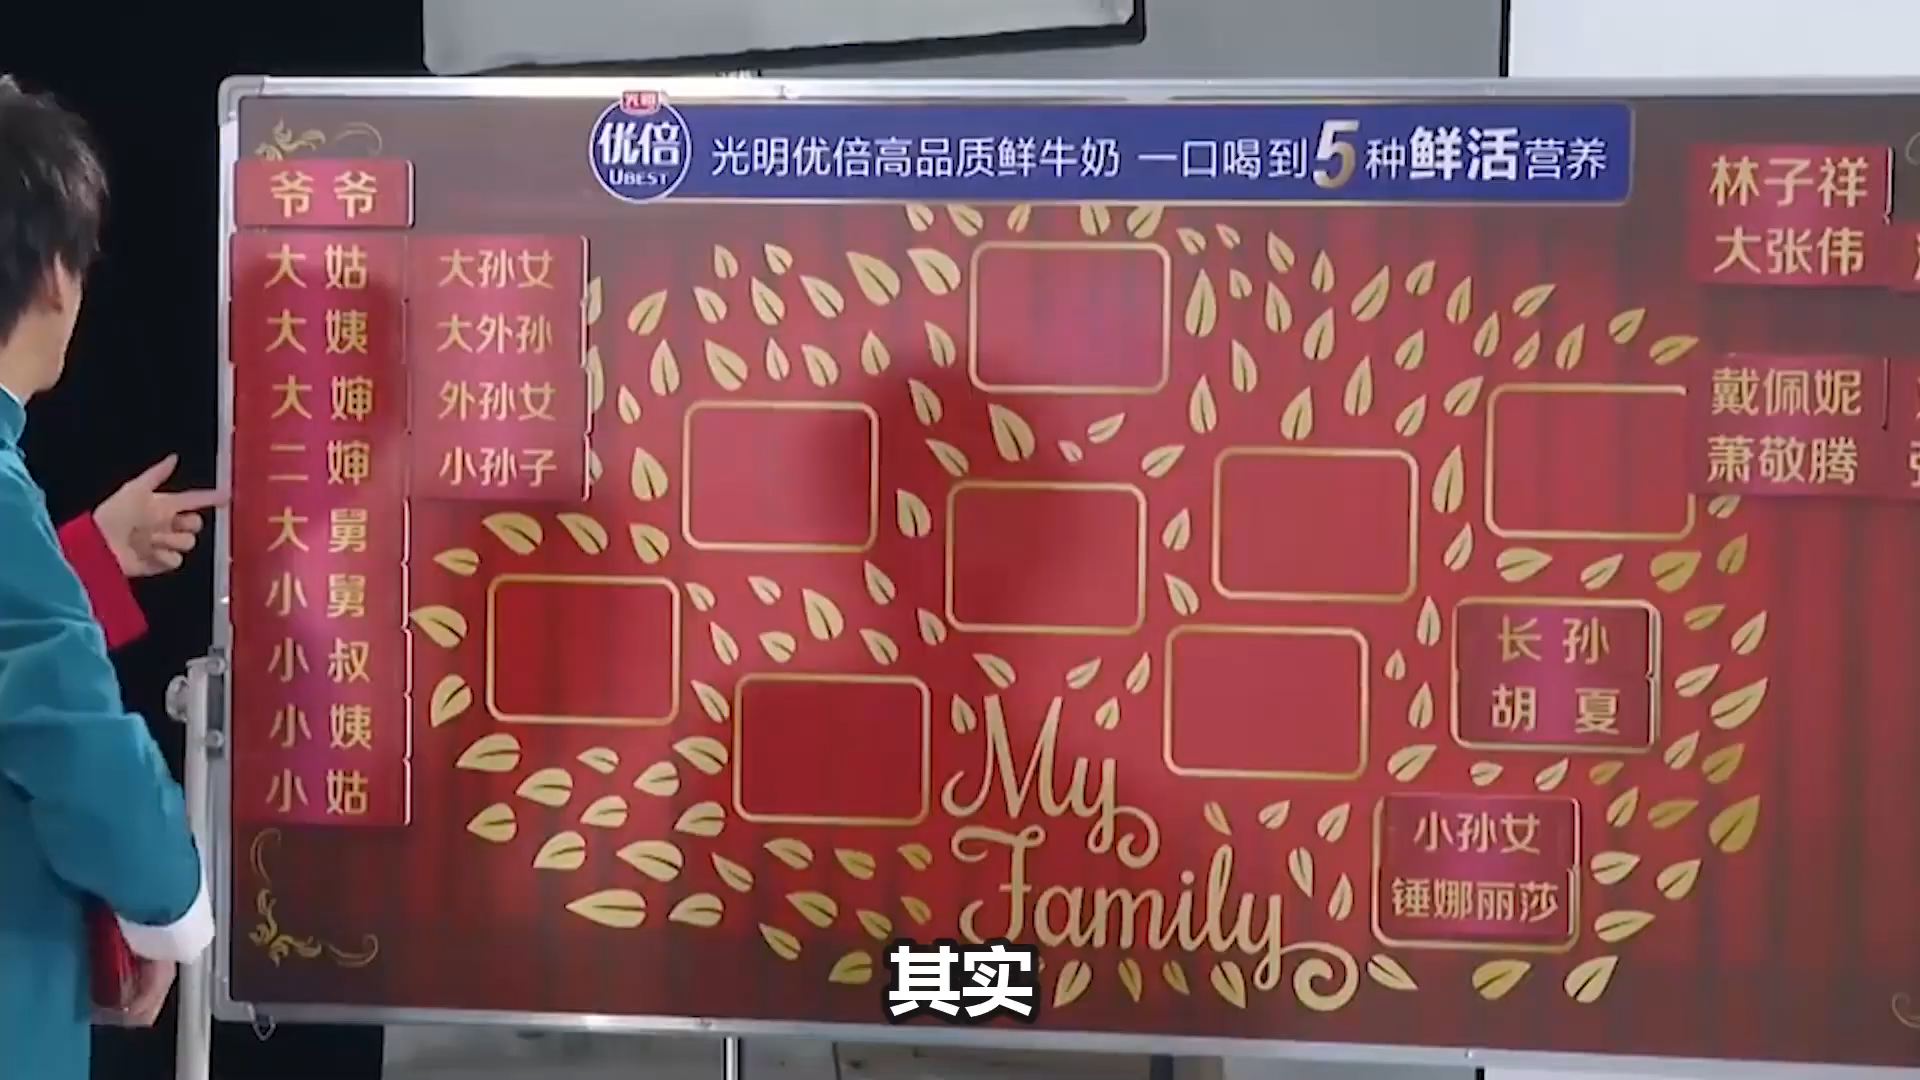 光明
优倍
UBEST
光明优倍高品质鲜牛奶 一口喝到5种鲜活营养
爷爷
大姑
大姨
大婶
二婶
大舅
小舅
小叔
小姨
小姑
大孙女
大外孙
外孙女
小孙子
林子祥
大张伟
戴佩妮
萧敬腾
长孙
胡夏
小孙女
锤娜丽莎
My
Family
其实